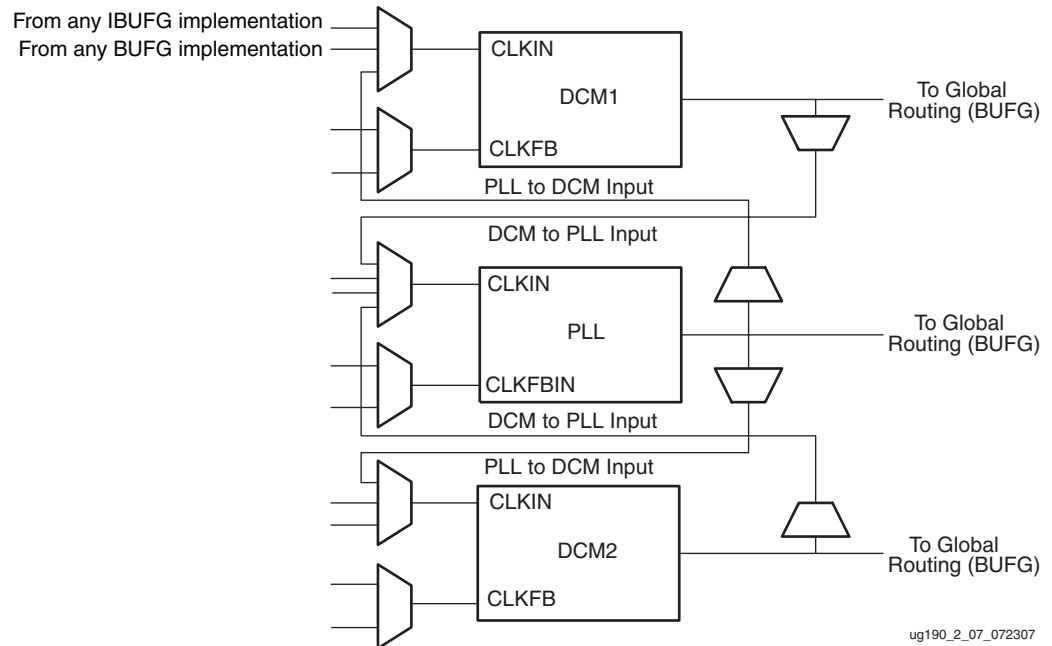 From any IBUFG implementation
From any BUFG implementation
CLKIN
DCM1
CLKFB
To Global
Routing (BUFG)
PLL to DCM Input
DCM to PLL Input
CLKIN
PLL
CLKFBIN
To Global
Routing (BUFG)
DCM to PLL Input
PLL to DCM Input
CLKIN
DCM2
CLKFB
To Global
Routing (BUFG)
ug190_2_07_072307